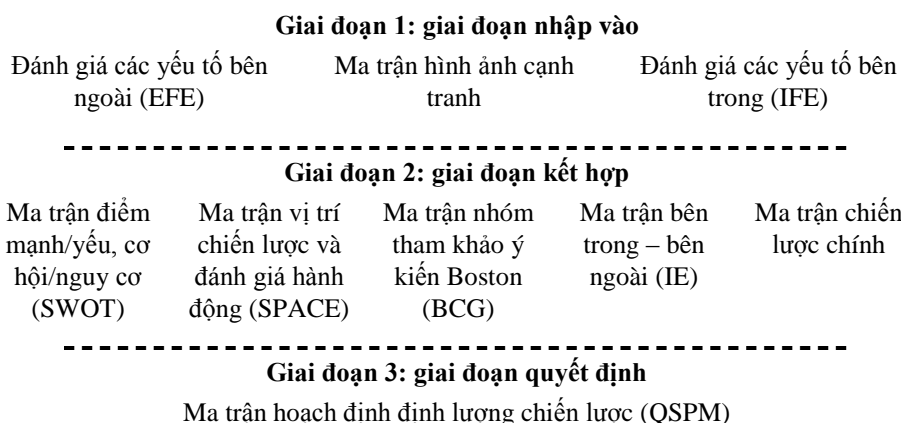 Giai đoạn 1: giai đoạn nhập vào
Đánh giá các yếu tố bên
ngoài (EFE)
Ma trận hình ảnh cạnh
tranh
Đánh giá các yếu tố bên
trong (IFE)
Giai đoạn 2: giai đoạn kết hợp
Ma trận điểm
mạnh/yếu, cơ
hội/nguy cơ
(SWOT)
Ma trận vị trí
chiến lược và
đánh giá hành
động (SPACE)
Ma trận nhóm
tham khảo ý
kiến Boston
(BCG)
Ma trận bên
trong – bên
ngoài (IE)
Ma trận chiến
lược chính
Giai đoạn 3: giai đoạn quyết định
Ma trận hoạch định định lượng chiến lược (QSPM)